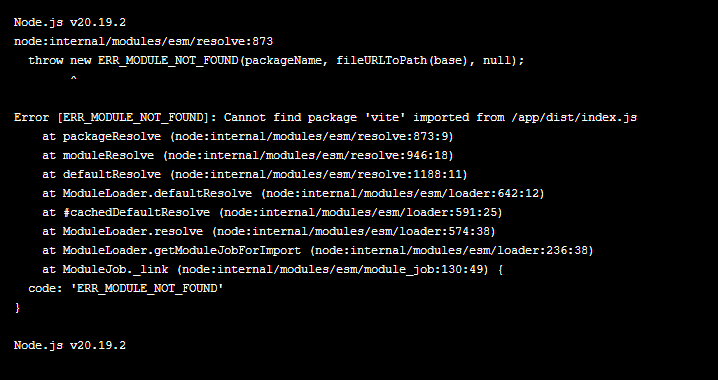 Node.js v20.19.2
node:internal/modules/esm/resolve:873
  throw new ERR_MODULE_NOT_FOUND(packageName, fileURLToPath(base), null);
        ^
Error [ERR_MODULE_NOT_FOUND]: Cannot find package 'vite' imported from /app/dist/index.js
    at packageResolve (node:internal/modules/esm/resolve:873:9)
    at moduleResolve (node:internal/modules/esm/resolve:946:18)
    at defaultResolve (node:internal/modules/esm/resolve:1188:11)
    at ModuleLoader.defaultResolve (node:internal/modules/esm/loader:642:12)
    at #cachedDefaultResolve (node:internal/modules/esm/loader:591:25)
    at ModuleLoader.resolve (node:internal/modules/esm/loader:574:38)
    at ModuleLoader.getModuleJobForImport (node:internal/modules/esm/loader:236:38)
    at ModuleJob._link (node:internal/modules/esm/module_job:130:49) {
  code: 'ERR_MODULE_NOT_FOUND'
}
Node.js v20.19.2